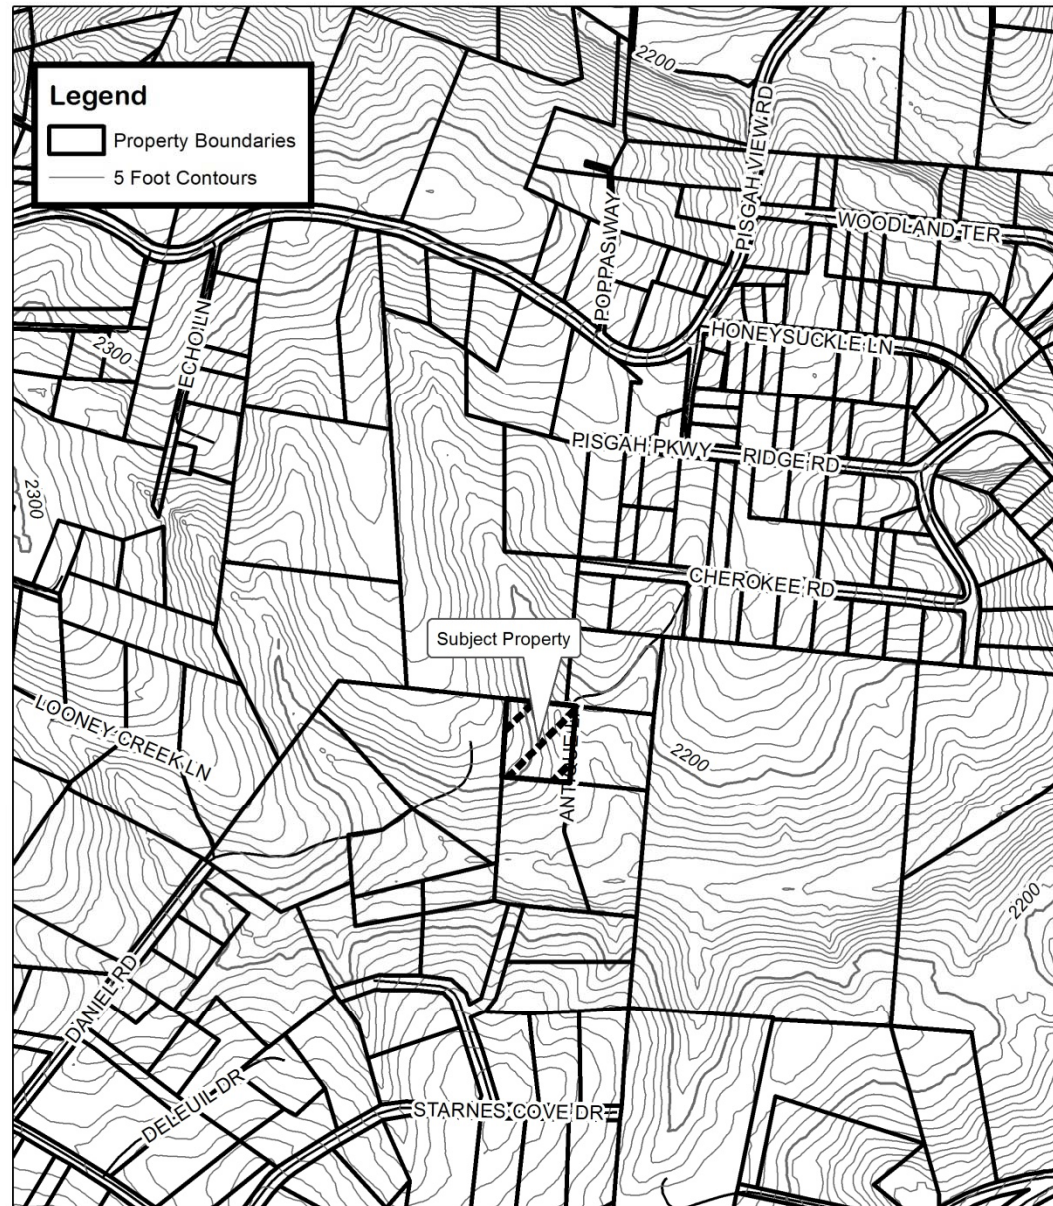 Legend
Property Boundaries
5 Foot Contours
2200
PISGAH VIEW RD
POPPAS WAY
WOODLAND TER
ECHO LN
2300
HONEYSUCKLE LN
PISGAH PKWY
RIDGE RD
2300
CHEROKEE RD
Subject Property
LOONEY CREEK LN
2200
2200
DANIEL RD
DELEUIL DR
STARNES COVE DR